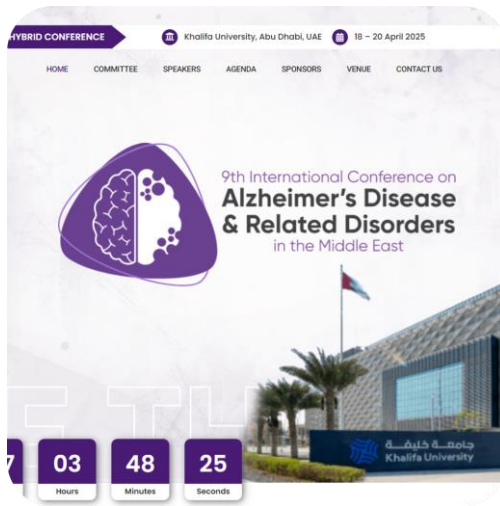 HYBRID CONFERENCE
Khalifa University, Abu Dhabi, UAE
18 – 20 April 2025
HOME COMMITTEE SPEAKERS AGENDA SPONSORS VENUE CONTACT US
9th International Conference on
Alzheimer's Disease
& Related Disorders
in the Middle East
جامعة خليفة
Khalifa University
E TH
7 03 48 25
Hours Minutes Seconds